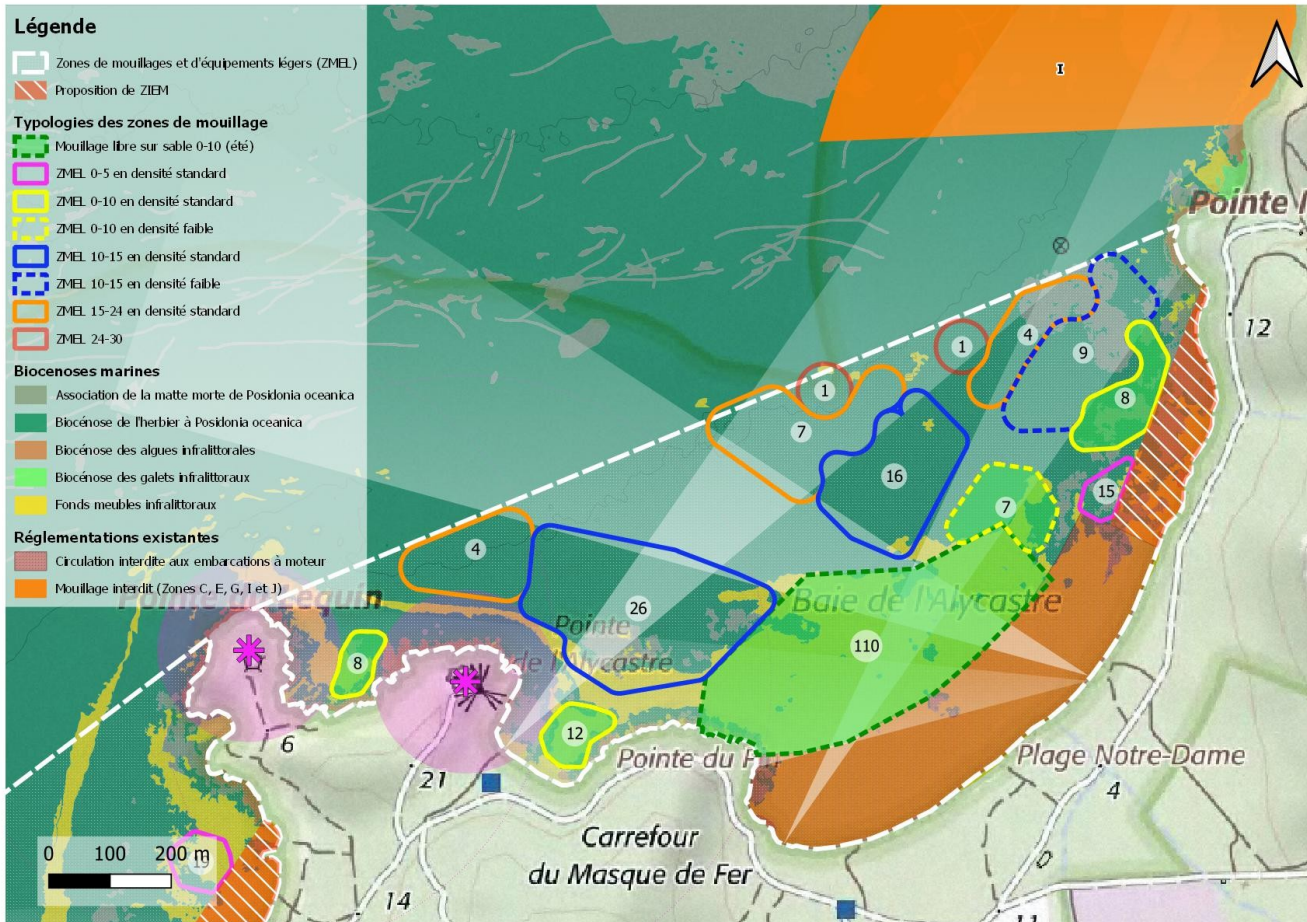 Légende
Zones de mouillages et d'équipements légers (ZMEL)
Proposition de ZIEM
Typologies des zones de mouillage
Mouillage libre sur sable 0-10 (été)
ZMEL 0-5 en densité standard
ZMEL 0-10 en densité standard
ZMEL 0-10 en densité faible
ZMEL 10-15 en densité standard
ZMEL 10-15 en densité faible
ZMEL 15-24 en densité standard
ZMEL 24-30
Biocenoses marines
Association de la matte morte de Posidonia oceanica
Biocénose de l'herbier à Posidonia oceanica
Biocénose des algues infralittorales
Biocénose des galets infralittoraux
Fonds meubles infralittoraux
Réglementations existantes
Circulation interdite aux embarcations à moteur
Mouillage interdit (Zones C, E, G, I et J)
I
Pointe
12
4
1
9
1
8
7
16
15
7
4
26
Baie de l'Alycastre
Pointe
de l'Alycastre
110
8
12
6
21
Pointe du
Plage Notre-Dame
4
Carrefour
du Masque de Fer
0 100 200 m
19
14
0
11